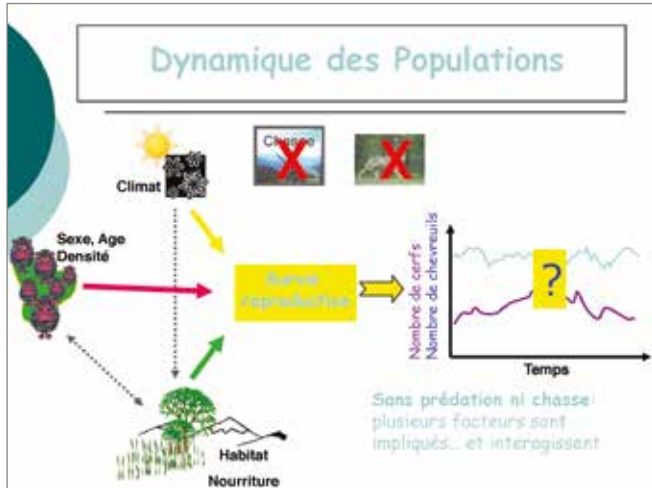 Dynamique des Populations
Chasse
X
X
Climat
Sexe, Age
Densité
Survie
reproductive
?
Nombre de cerfs
Nombre de chevreuils
Temps
Habitat
Nourriture
Sans prédation ni chasse:
plusieurs facteurs sont
impliqués... et interagissent